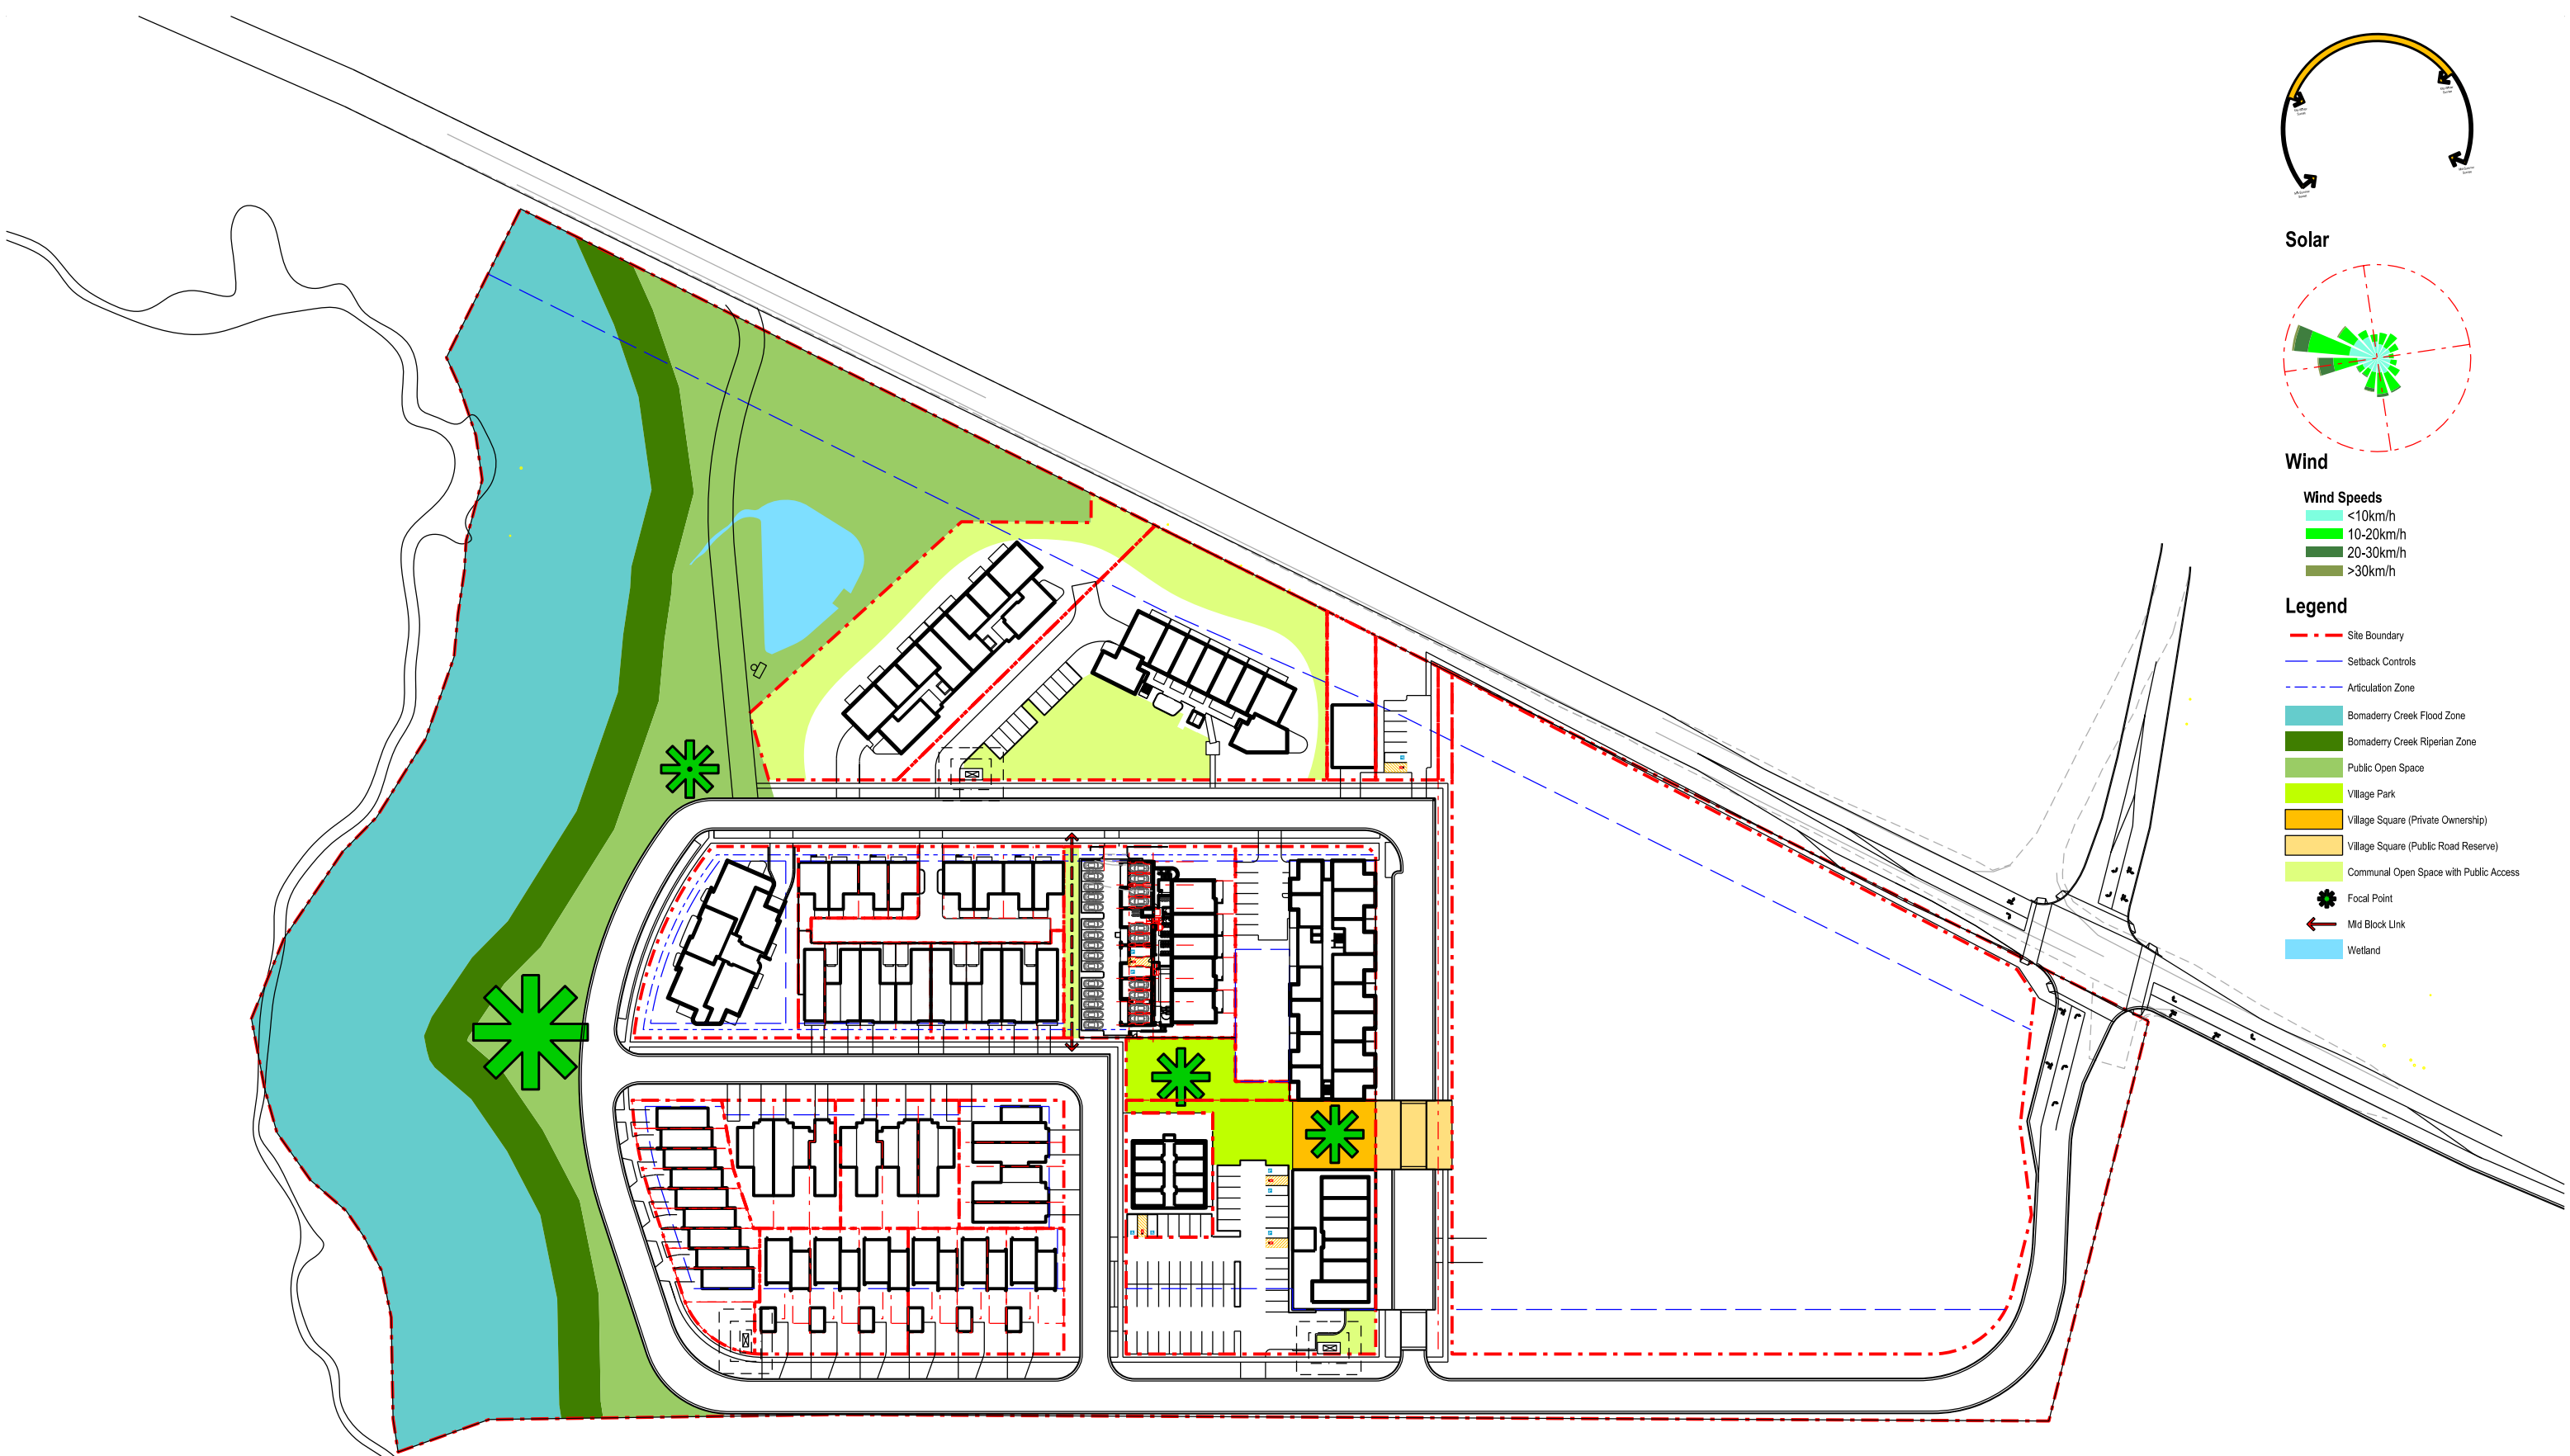 Solar
Wind
Wind Speeds
<10km/h
10-20km/h
20-30km/h
>30km/h
Legend
Site Boundary
Setback Controls
Articulation Zone
Bomaderry Creek Flood Zone
Bomaderry Creek Riperian Zone
Public Open Space
Village Park
Village Square (Private Ownership)
Village Square (Public Road Reserve)
Communal Open Space with Public Access
Focal Point
Mid Block Link
Wetland